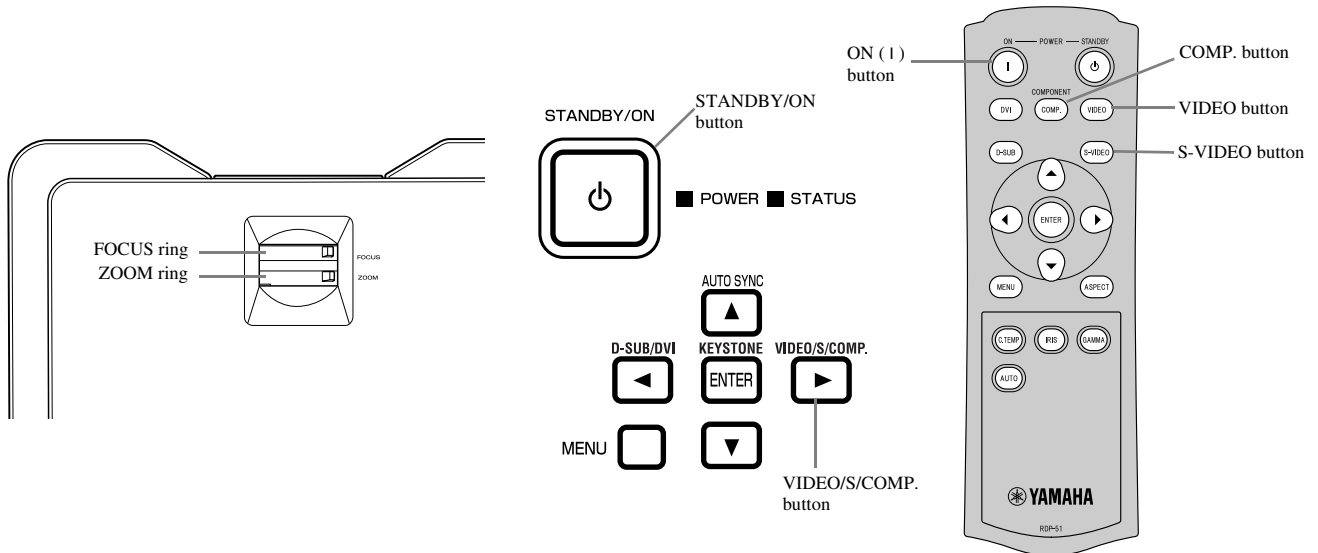 FOCUS ring
ZOOM ring
FOCUS
ZOOM
STANDBY/ON
STANDBY/ON
button
POWER
STATUS
AUTO SYNC
D-SUB/DVI
KEYSTONE
VIDEO/S/COMP.
ENTER
MENU
VIDEO/S/COMP.
button
ON ( I )
button
COMP. button
VIDEO button
S-VIDEO button
ON
POWER
STANDBY
I
COMPONENT
DVI
COMP.
VIDEO
D-SUB
S-VIDEO
ENTER
MENU
ASPECT
C.TEMP
IRIS
GAMMA
AUTO
YAMAHA
RDP-51